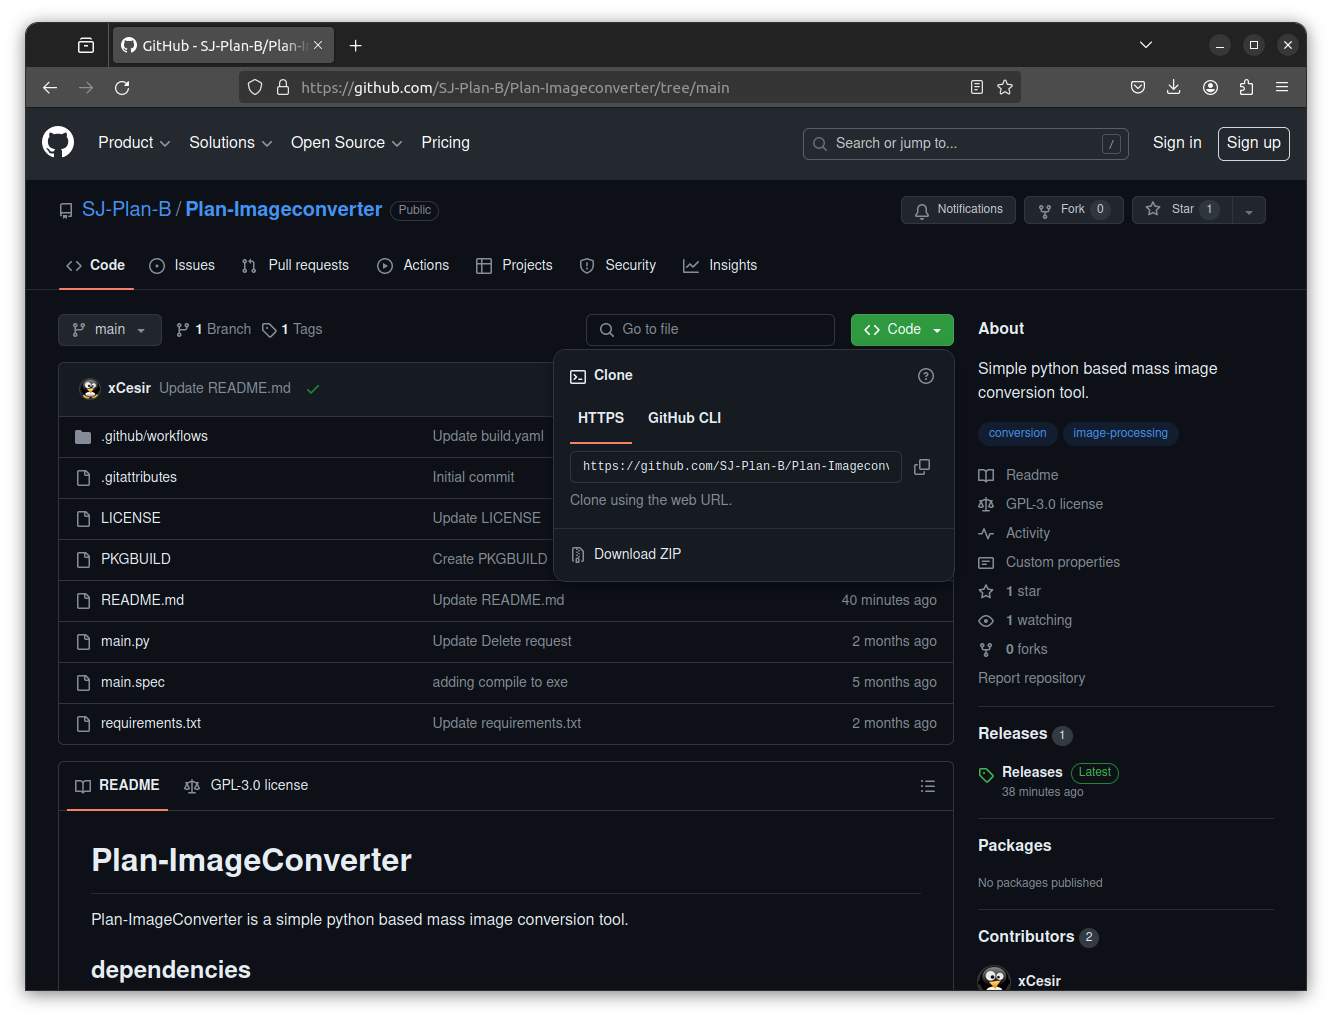 GitHub - SJ-Plan-B/Plan-I
https://github.com/SJ-Plan-B/Plan-Imageconverter/tree/main
Product Solutions Open Source Pricing Search or jump to... / Sign in Sign up
SJ-Plan-B / Plan-Imageconverter Public Notifications Fork 0 Star 1
Code Issues Pull requests Actions Projects Security Insights
main 1 Branch 1 Tags Go to file Code
xCesir Update README.md
.github/workflows Update build.yaml
.gitattributes Initial commit
LICENSE Update LICENSE
PKGBUILD Create PKGBUILD
README.md Update README.md 40 minutes ago
main.py Update Delete request 2 months ago
main.spec adding compile to exe 5 months ago
requirements.txt Update requirements.txt 2 months ago
Clone
HTTPS GitHub CLI
https://github.com/SJ-Plan-B/Plan-Imageconv
Clone using the web URL.
Download ZIP
README GPL-3.0 license
Plan-ImageConverter
Plan-ImageConverter is a simple python based mass image conversion tool.
dependencies
About
Simple python based mass image
conversion tool.
conversion image-processing
Readme
GPL-3.0 license
Activity
Custom properties
1 star
1 watching
0 forks
Report repository
Releases 1
Releases Latest
38 minutes ago
Packages
No packages published
Contributors 2
xCesir